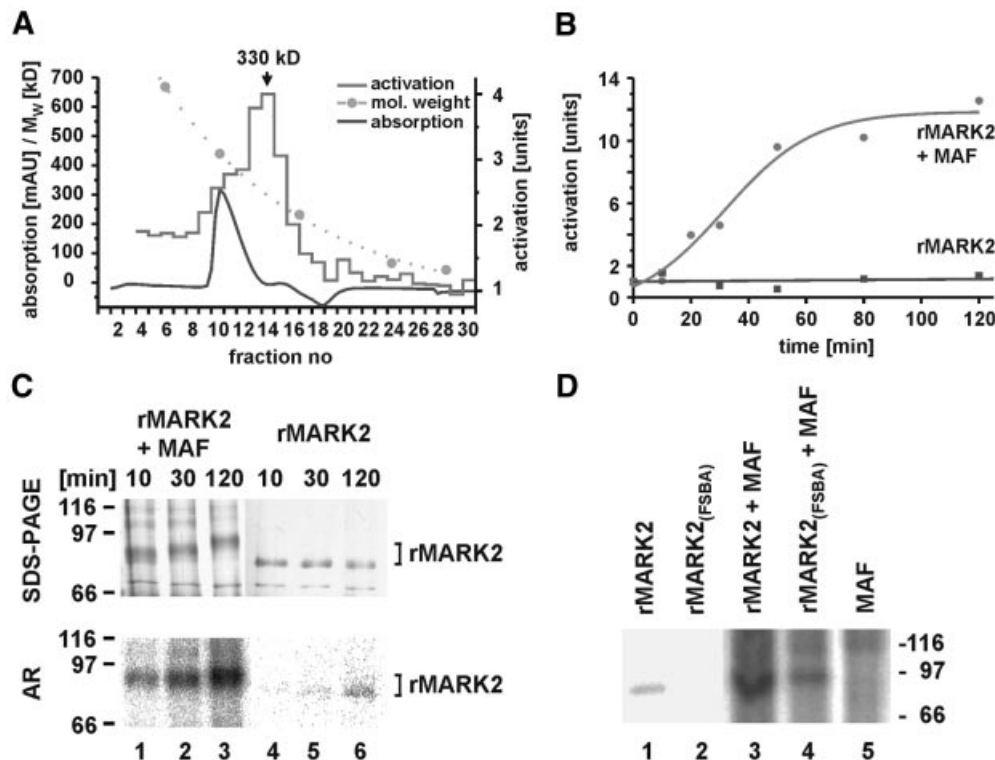 A
330 kD
700
600
500
400
300
200
100
0
absorption [mAU] / Mw [kD]
activation
mol. weight
absorption
4
3
2
1
activation [units]
2 4 6 8 10 12 14 16 18 20 22 24 26 28 30
fraction no
B
14
12
10
8
6
4
2
0
activation [units]
rMARK2
+ MAF
rMARK2
0 20 40 60 80 100 120
time [min]
C
rMARK2
+ MAF
rMARK2
[min] 10 30 120 10 30 120
SDS-PAGE
116
97
66
rMARK2
AR
116
97
66
rMARK2
1 2 3 4 5 6
D
rMARK2
rMARK2(FSBA)
rMARK2 + MAF
rMARK2(FSBA) + MAF
MAF
-116
- 97
- 66
1 2 3 4 5